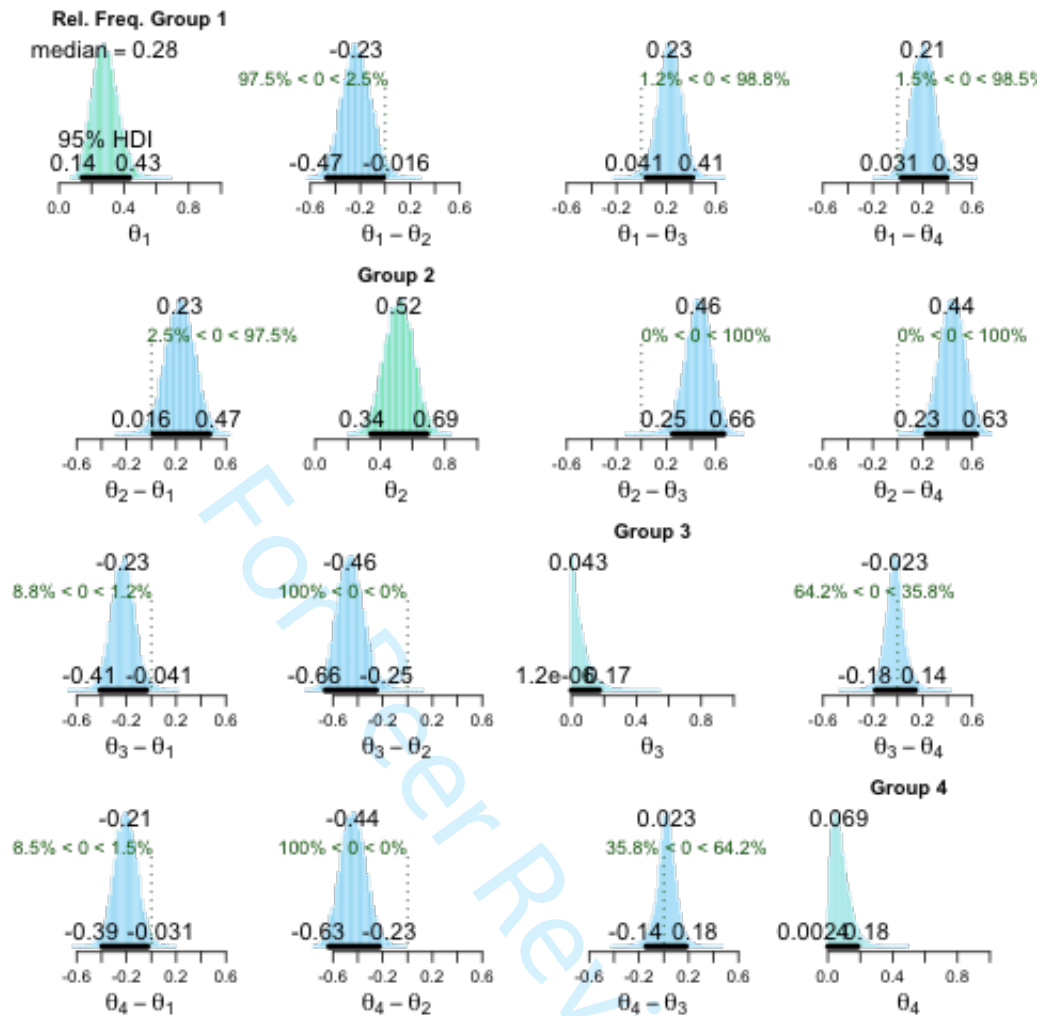 Rel. Freq. Group 1
median = 0.28
-0.23
0.23
0.21
97.5% < 0 < 2.5%
1.2% < 0 < 98.8%
1.5% < 0 < 98.5%
95% HDI
0.14 0.43
-0.47 -0.016
0.041 0.41
0.031 0.39
0.0 0.4 0.8
-0.6 -0.2 0.2 0.6
-0.6 -0.2 0.2 0.6
-0.6 -0.2 0.2 0.6
θ1
θ1 − θ2
θ1 − θ3
θ1 − θ4
Group 2
0.23
0.52
0.46
0.44
2.5% < 0 < 97.5%
0% < 0 < 100%
0% < 0 < 100%
0.016 0.47
0.34 0.69
0.25 0.66
0.23 0.63
-0.6 -0.2 0.2 0.6
0.0 0.4 0.8
-0.6 -0.2 0.2 0.6
-0.6 -0.2 0.2 0.6
θ2 − θ1
θ2
θ2 − θ3
θ2 − θ4
Group 3
-0.23
-0.46
0.043
-0.023
8.8% < 0 < 1.2%
100% < 0 < 0%
64.2% < 0 < 35.8%
-0.41 -0.041
-0.66 -0.25
1.2e-06 0.17
-0.18 0.14
-0.6 -0.2 0.2 0.6
-0.6 -0.2 0.2 0.6
0.0 0.4 0.8
-0.6 -0.2 0.2 0.6
θ3 − θ1
θ3 − θ2
θ3
θ3 − θ4
Group 4
-0.21
-0.44
0.023
0.069
8.5% < 0 < 1.5%
100% < 0 < 0%
35.8% < 0 < 64.2%
-0.39 -0.031
-0.63 -0.23
-0.14 0.18
0.0024 0.18
-0.6 -0.2 0.2 0.6
-0.6 -0.2 0.2 0.6
-0.6 -0.2 0.2 0.6
0.0 0.4 0.8
θ4 − θ1
θ4 − θ2
θ4 − θ3
θ4
For Peer Rev